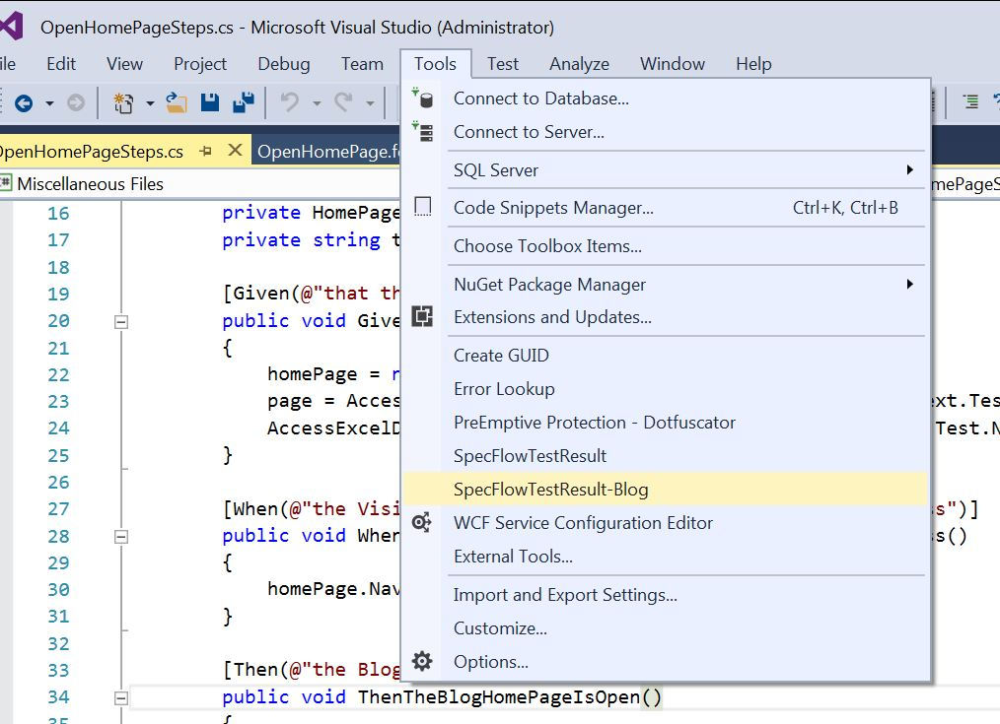 OpenHomePageSteps.cs - Microsoft Visual Studio (Administrator)
ile Edit View Project Debug Team Tools Test Analyze Window Help
OpenHomePageSteps.cs OpenHomePage.fe
Miscellaneous Files
mePageS
Connect to Database...
Connect to Server...
SQL Server
Code Snippets Manager... Ctrl+K, Ctrl+B
Choose Toolbox Items...
NuGet Package Manager
Extensions and Updates...
Create GUID
Error Lookup
PreEmptive Protection - Dotfuscator
SpecFlowTestResult
SpecFlowTestResult-Blog
WCF Service Configuration Editor
External Tools...
Import and Export Settings...
Customize...
Options...
16 private HomePage
17 private string t
18
19 [Given(@"that th
20 public void Give
21 {
22 homePage = n
23 page = Acces ext.Tes
24 AccessExcelD Test.N
25 }
26
27 [When(@"the Visi s")]
28 public void When ss()
29 {
30 homePage.Nav
31 }
32
33 [Then(@"the Blog
34 public void ThenTheBlogHomePageIsOpen()
35 {